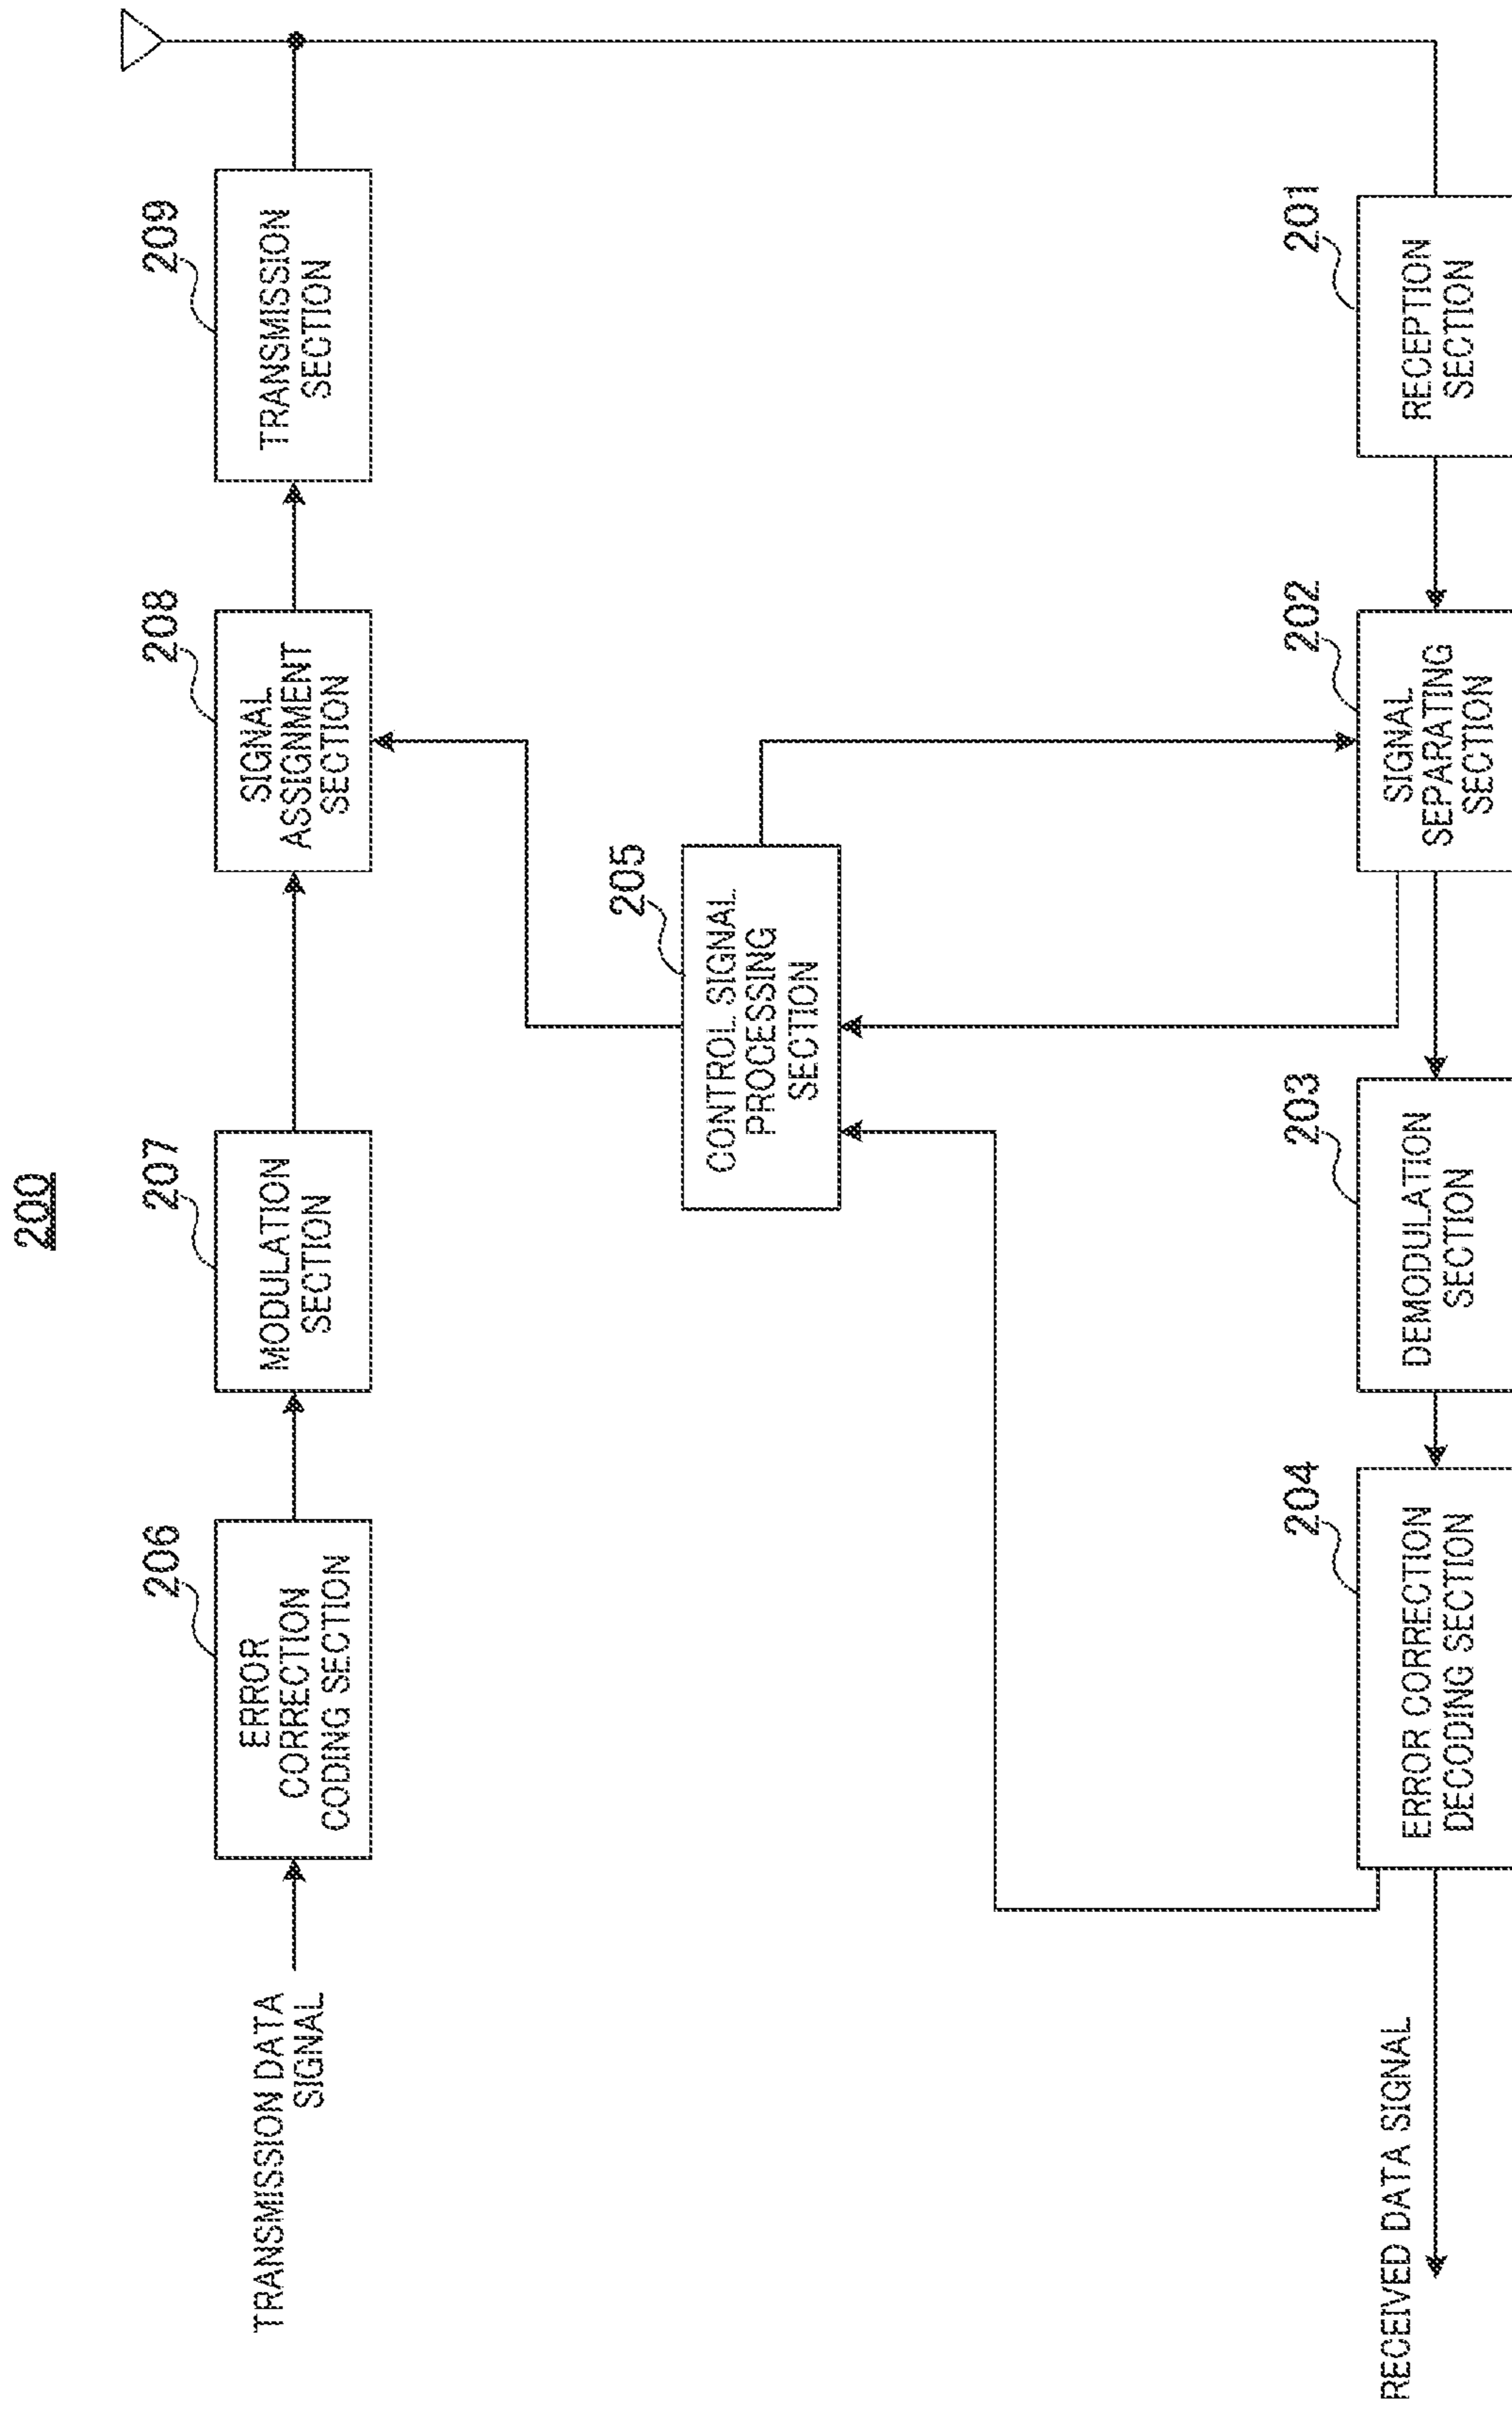 200
TRANSMISSION DATA
SIGNAL
206
ERROR
CORRECTION
CODING SECTION
207
MODULATION
SECTION
208
SIGNAL
ASSIGNMENT
SECTION
209
TRANSMISSION
SECTION
205
CONTROL SIGNAL
PROCESSING
SECTION
RECEIVED DATA SIGNAL
204
ERROR CORRECTION
DECODING SECTION
203
DEMODULATION
SECTION
202
SIGNAL
SEPARATING
SECTION
201
RECEPTION
SECTION